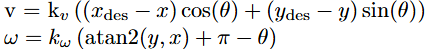 v = k_v ((x_des − x) cos(θ) + (y_des − y) sin(θ))
ω = k_ω (atan2(y, x) + π − θ)